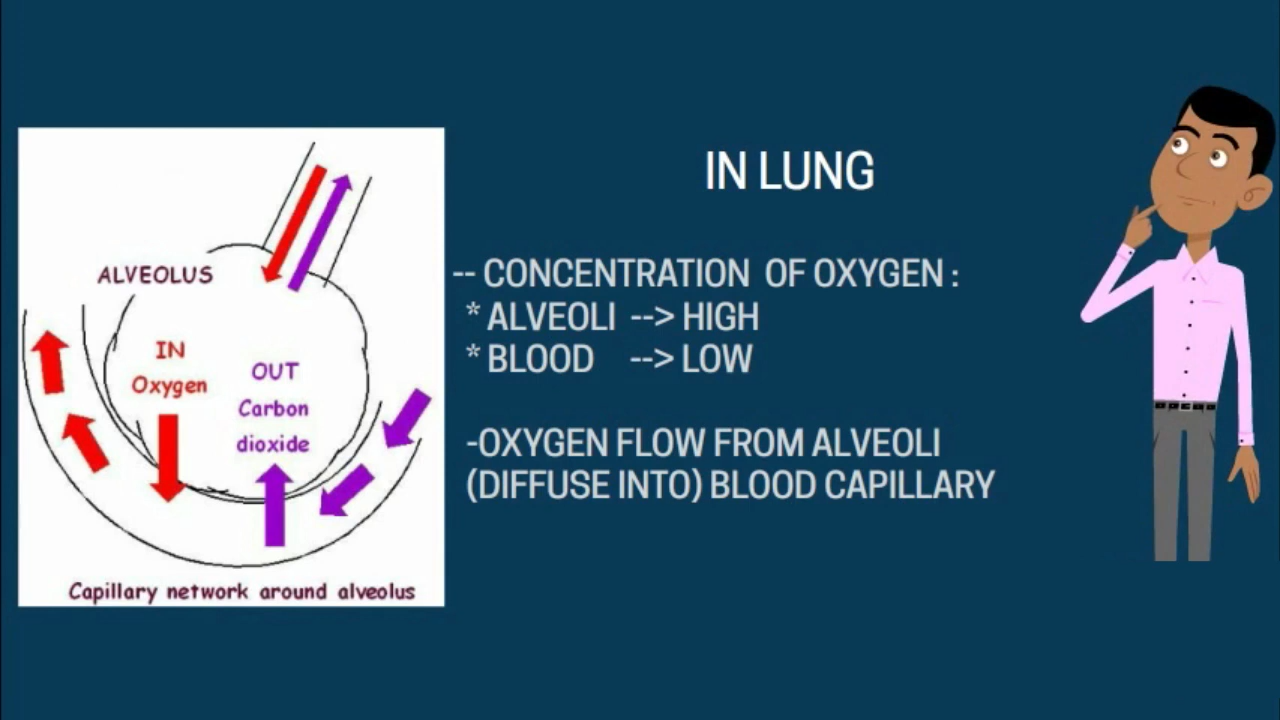 ALVEOLUS
IN
Oxygen
OUT
Carbon
dioxide
Capillary network around alveolus
IN LUNG
-- CONCENTRATION OF OXYGEN :
* ALVEOLI --> HIGH
* BLOOD --> LOW
-OXYGEN FLOW FROM ALVEOLI
(DIFFUSE INTO) BLOOD CAPILLARY